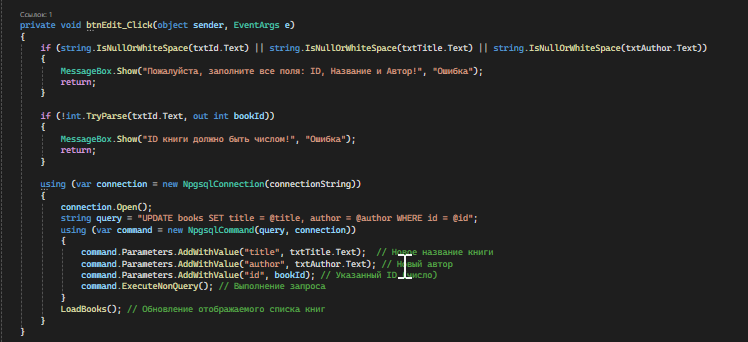 Ссылок: 1
private void btnEdit_Click(object sender, EventArgs e)
{
if (string.IsNullOrWhiteSpace(txtId.Text) || string.IsNullOrWhiteSpace(txtTitle.Text) || string.IsNullOrWhiteSpace(txtAuthor.Text))
{
MessageBox.Show("Пожалуйста, заполните все поля: ID, Название и Автор!", "Ошибка");
return;
}
if (!int.TryParse(txtId.Text, out int bookId))
{
MessageBox.Show("ID книги должно быть числом!", "Ошибка");
return;
}
using (var connection = new NpgsqlConnection(connectionString))
{
connection.Open();
string query = "UPDATE books SET title = @title, author = @author WHERE id = @id";
using (var command = new NpgsqlCommand(query, connection))
{
command.Parameters.AddWithValue("title", txtTitle.Text); // Новое название книги
command.Parameters.AddWithValue("author", txtAuthor.Text); // Новый автор
command.Parameters.AddWithValue("id", bookId); // Указанный ID (число)
command.ExecuteNonQuery(); // Выполнение запроса
}
LoadBooks(); // Обновление отображаемого списка книг
}
}